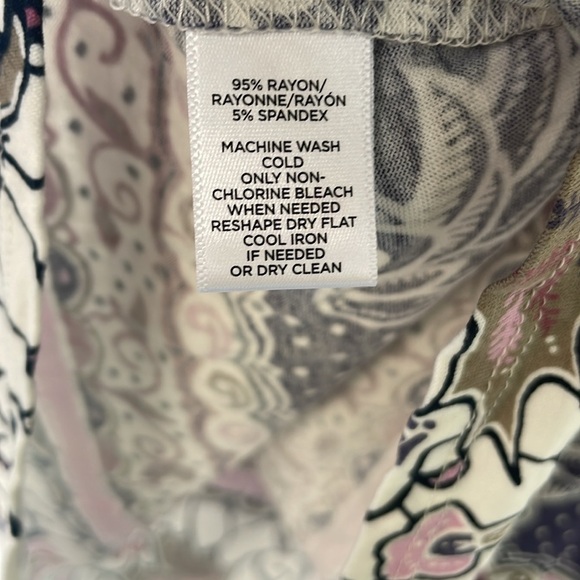 95% RAYON/
RAYONNE/RAYÓN
5% SPANDEX
MACHINE WASH
COLD
ONLY NON-
CHLORINE BLEACH
WHEN NEEDED
RESHAPE DRY FLAT
COOL IRON
IF NEEDED
OR DRY CLEAN